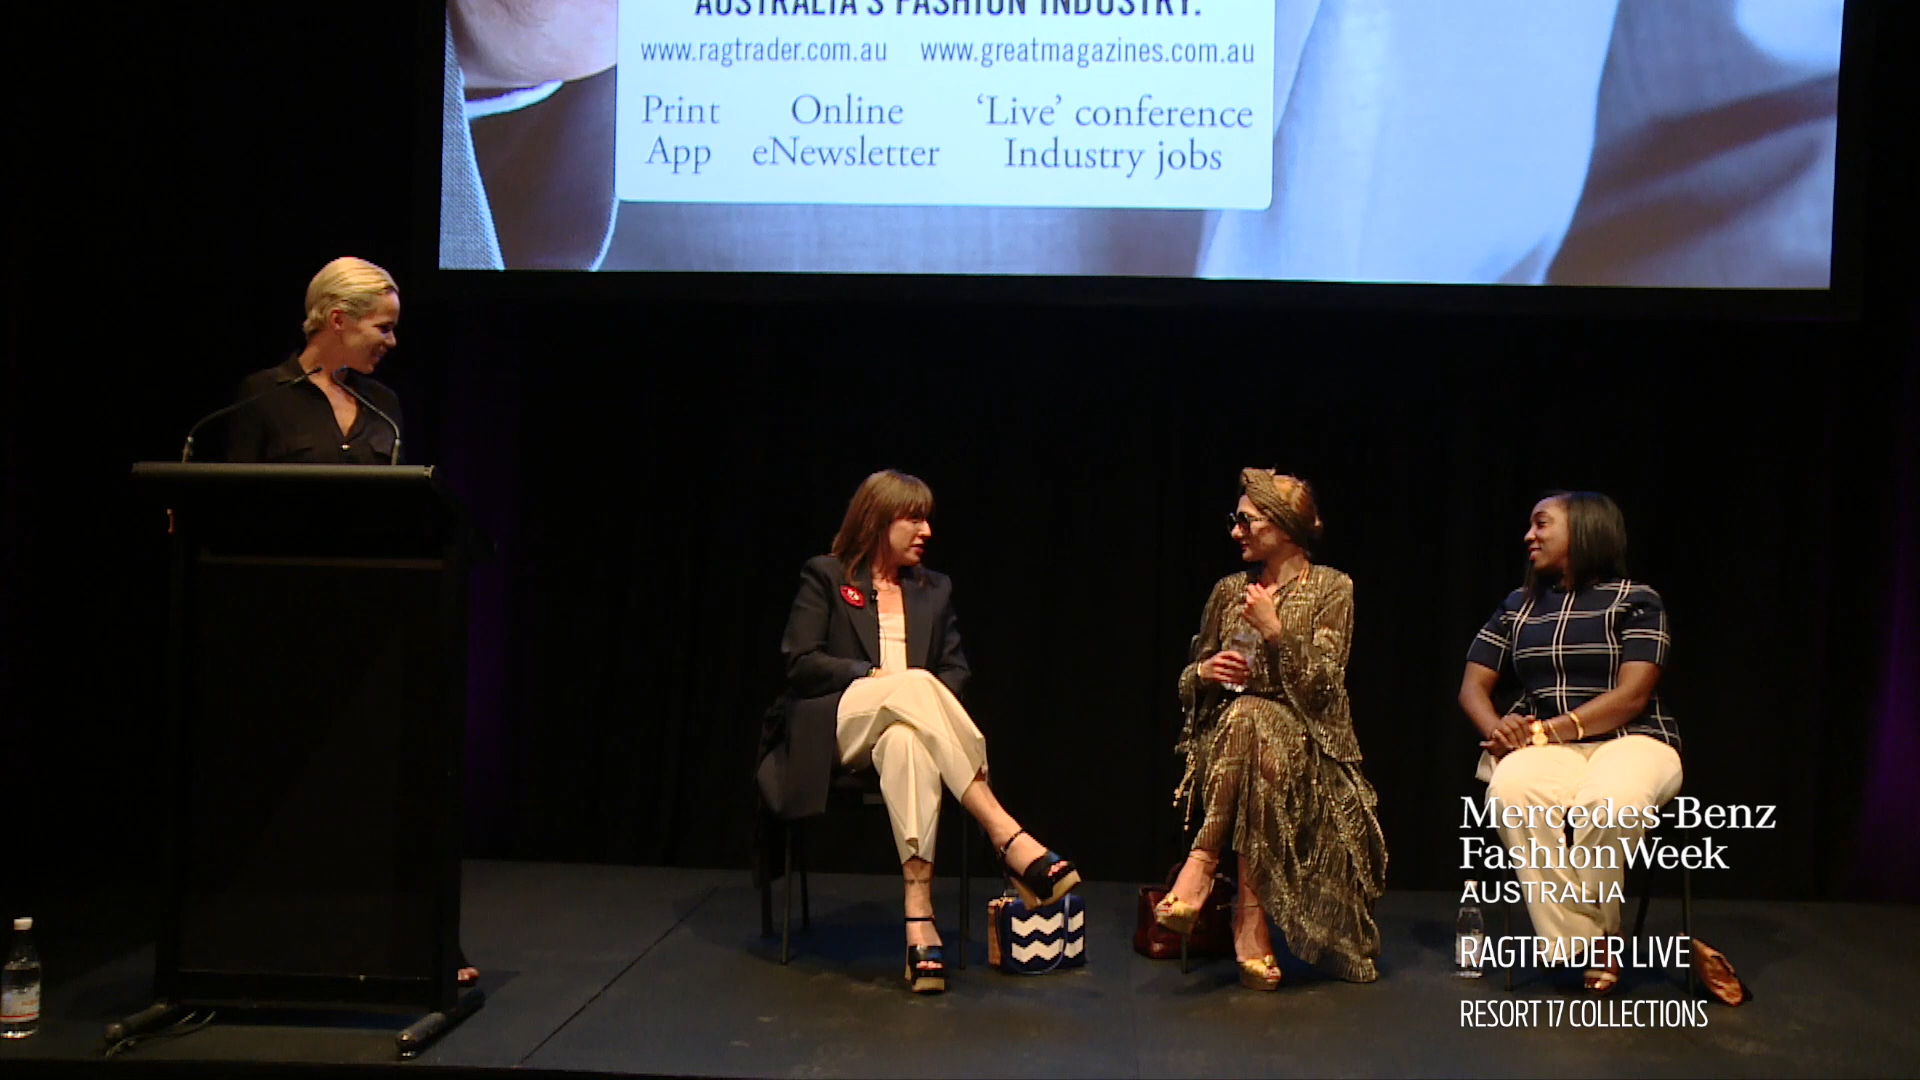 AUSTRALIA'S FASHION INDUSTRY.
www.ragtrader.com.au www.greatmagazines.com.au
Print Online ‘Live’ conference
App eNewsletter Industry jobs
Mercedes-Benz
FashionWeek
AUSTRALIA
RAGTRADER LIVE
RESORT 17 COLLECTIONS